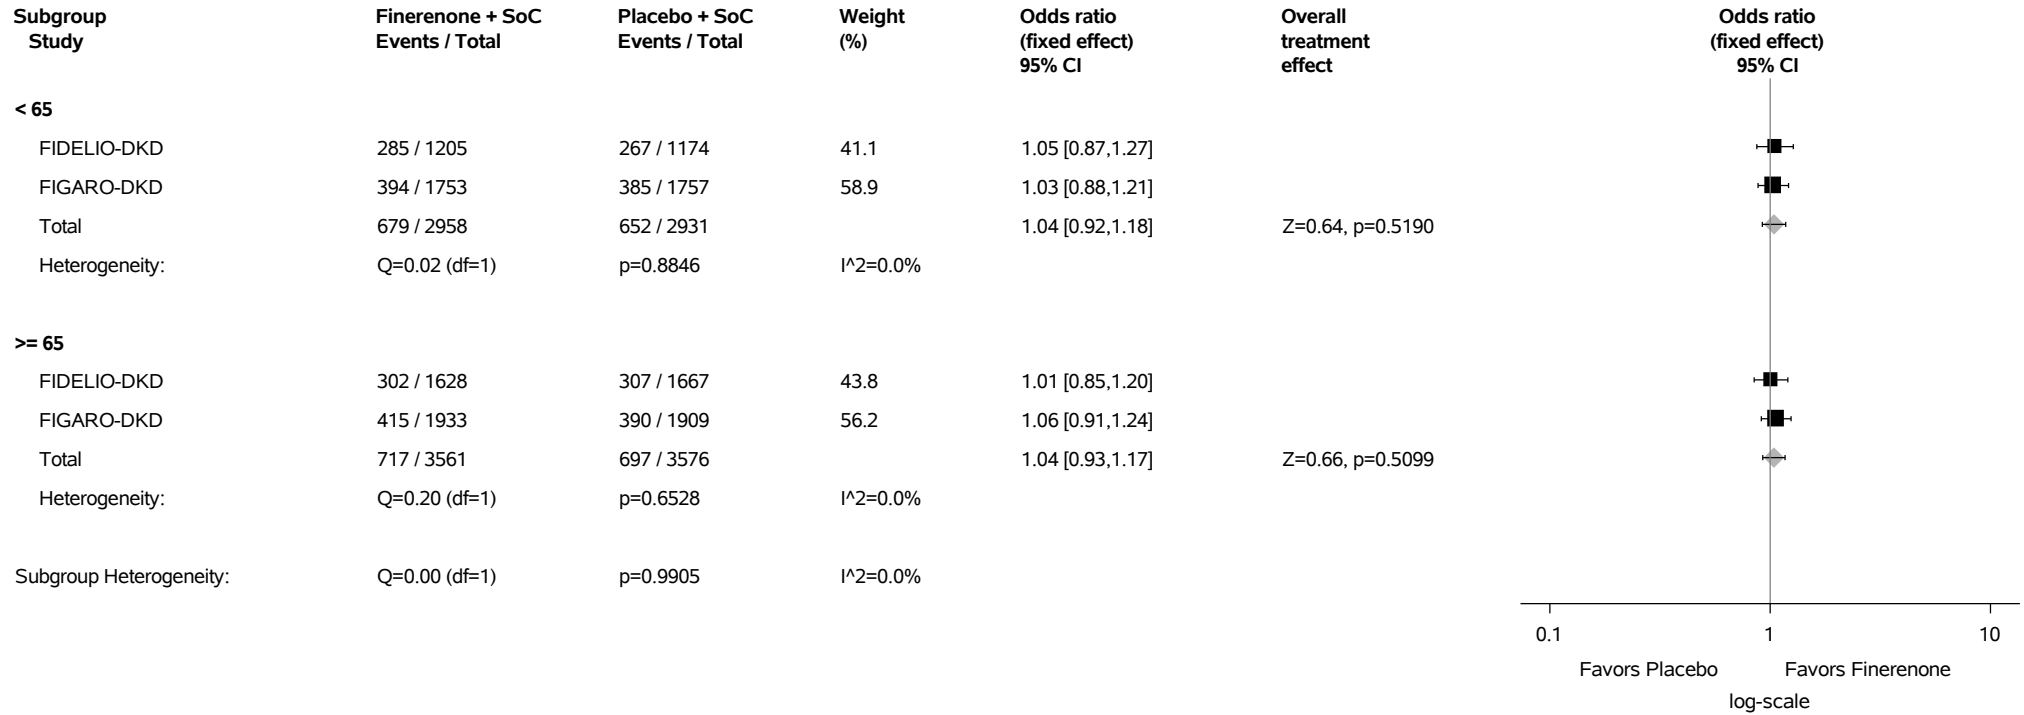 Subgroup Finerenone + SoC Placebo + SoC Weight Odds ratio Overall Odds ratio
Study Events / Total Events / Total (%) (fixed effect) treatment (fixed effect)
95% CI effect 95% CI
< 65
FIDELIO-DKD 285 / 1205 267 / 1174 41.1 1.05 [0.87,1.27]
FIGARO-DKD 394 / 1753 385 / 1757 58.9 1.03 [0.88,1.21]
Total 679 / 2958 652 / 2931 1.04 [0.92,1.18] Z=0.64, p=0.5190
Heterogeneity: Q=0.02 (df=1) p=0.8846 I^2=0.0%
>= 65
FIDELIO-DKD 302 / 1628 307 / 1667 43.8 1.01 [0.85,1.20]
FIGARO-DKD 415 / 1933 390 / 1909 56.2 1.06 [0.91,1.24]
Total 717 / 3561 697 / 3576 1.04 [0.93,1.17] Z=0.66, p=0.5099
Heterogeneity: Q=0.20 (df=1) p=0.6528 I^2=0.0%
Subgroup Heterogeneity: Q=0.00 (df=1) p=0.9905 I^2=0.0%
0.1 1 10
Favors Placebo Favors Finerenone
log-scale